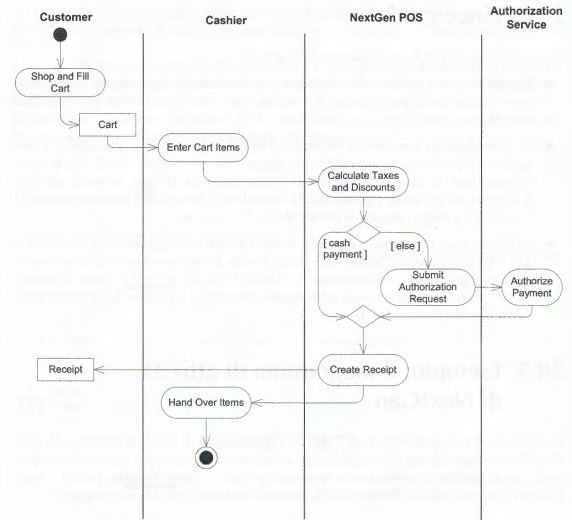 Customer
Cashier
NextGen POS
Authorization
Service
Shop and Fill
Cart
Cart
Enter Cart Items
Calculate Taxes
and Discounts
[ cash
payment ]
[ else ]
Submit
Authorization
Request
Authorize
Payment
Receipt
Create Receipt
Hand Over Items